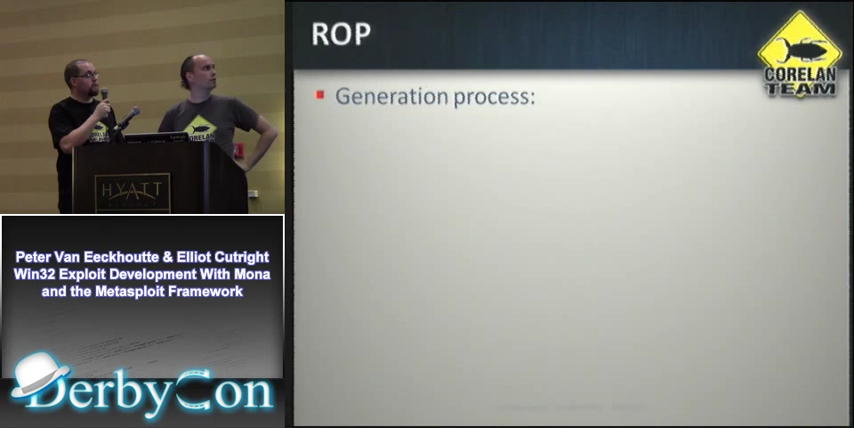 ROP
CORELAN
TEAM
Generation process:
CORELAN
HYATT
Peter Van Eeckhoutte & Elliot Cutright
Win32 Exploit Development With Mona
and the Metasploit Framework
DerbyCon